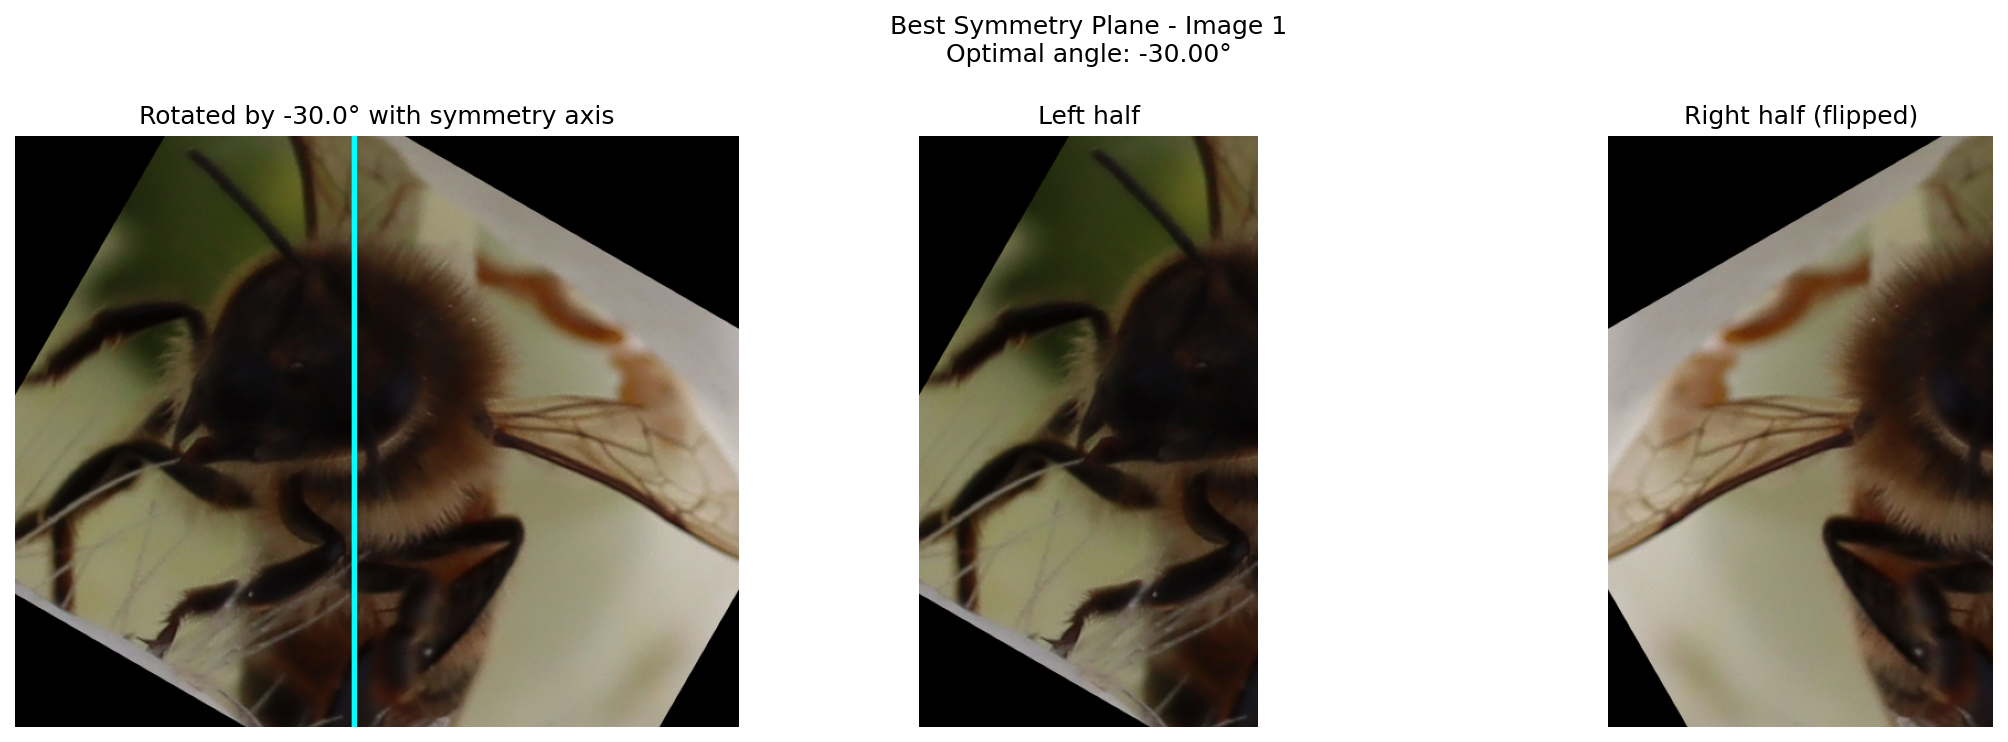 Best Symmetry Plane - Image 1
Optimal angle: -30.00°
Rotated by -30.0° with symmetry axis
Left half
Right half (flipped)